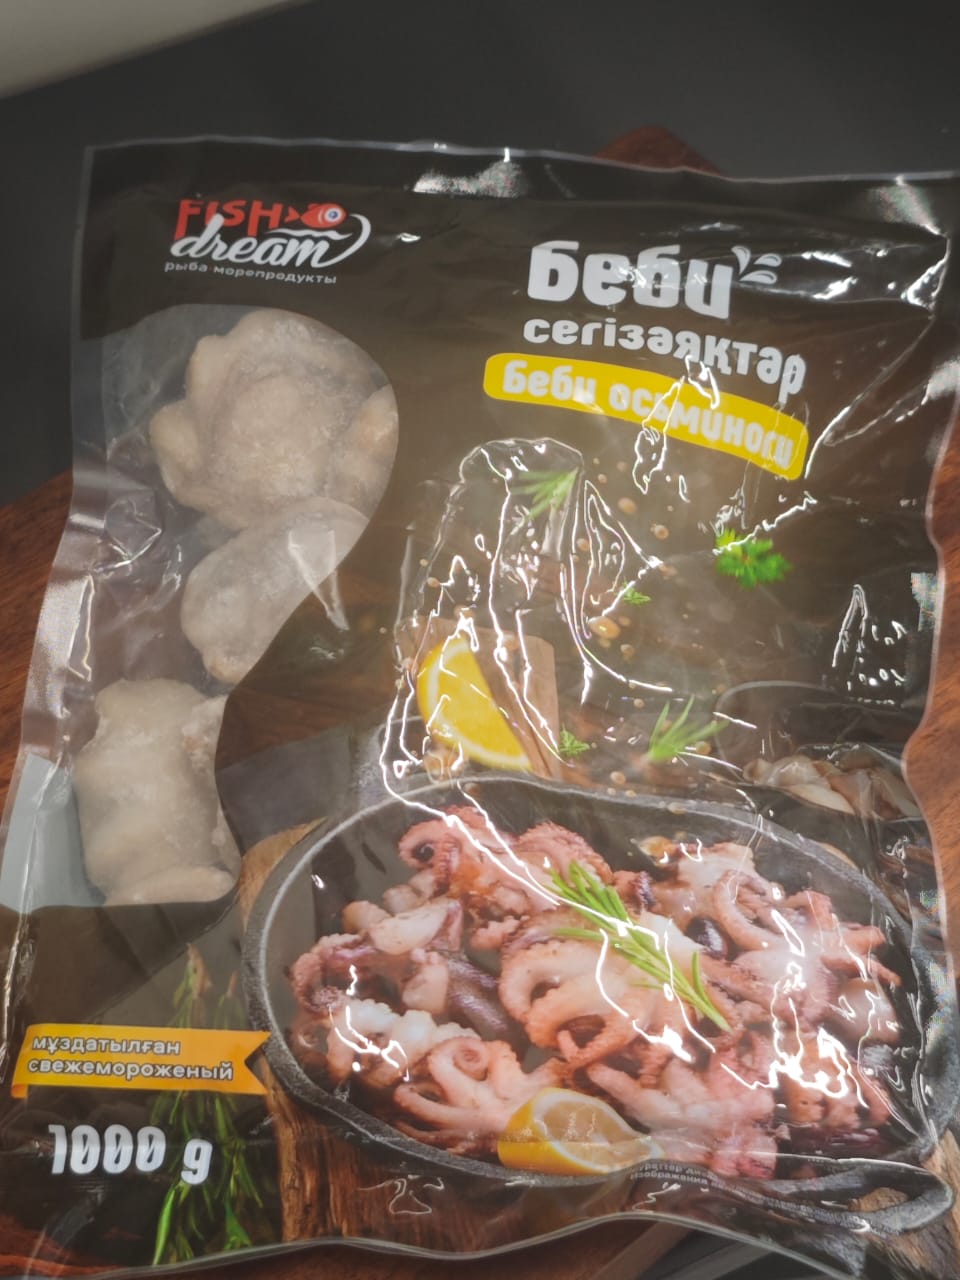 FISH
dream
рыба морепродукты
Беби
сегізаяқтар
Беби осьминоги
мұздатылған
свежемороженый
1000 g